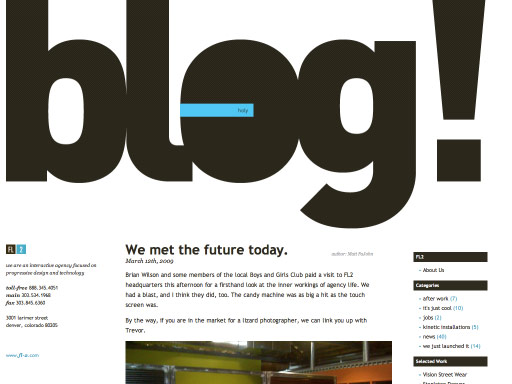 blog!
holy
FL 2
we are an interactive agency focused on
progressive design and technology
toll-free 888.345.4051
main 303.534.1968
fax 303.845.6360
3001 larimer street
denver, colorado 80205
www.fl-2.com
We met the future today.
author: Matt Fulvio
March 12th, 2009
Brian Wilson and some members of the local Boys and Girls Club paid a visit to FL2
headquarters this afternoon for a firsthand look at the inner workings of agency life. We
had a blast, and I think they did, too. The candy machine was as big a hit as the touch
screen was.
By the way, if you are in the market for a lizard photographer, we can link you up with
Trevor.
FL2
About Us
Categories
after work (7)
it's just cool (10)
jobs (2)
kinetic installations (5)
news (40)
we just launched it (14)
Selected Work
Vision Street Wear